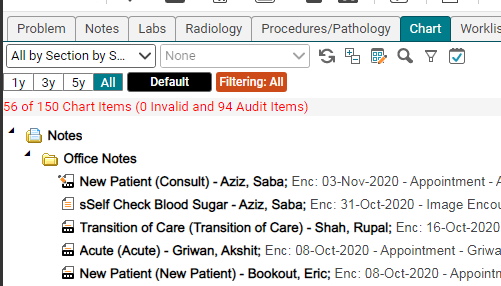 Problem Notes Labs Radiology Procedures/Pathology Chart Worklis
All by Section by S... None
1y 3y 5y All Default Filtering: All
56 of 150 Chart Items (0 Invalid and 94 Audit Items)
Notes
Office Notes
New Patient (Consult) - Aziz, Saba; Enc: 03-Nov-2020 - Appointment - A
sSelf Check Blood Sugar - Aziz, Saba; Enc: 31-Oct-2020 - Image Encou
Transition of Care (Transition of Care) - Shah, Rupal; Enc: 16-Oct-202
Acute (Acute) - Griwan, Akshit; Enc: 08-Oct-2020 - Appointment - Griwa
New Patient (New Patient) - Bookout, Eric; Enc: 08-Oct-2020 - Appoint